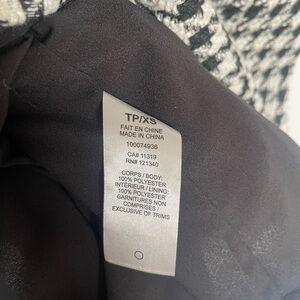 TP/XS
FAIT EN CHINE
MADE IN CHINA
100074936
CA# 11319
RN# 121340
CORPS / BODY:
100% POLYESTER
INTÉRIEUR / LINING:
100% POLYESTER
GARNITURES NON
COMPRISES /
EXCLUSIVE OF TRIMS